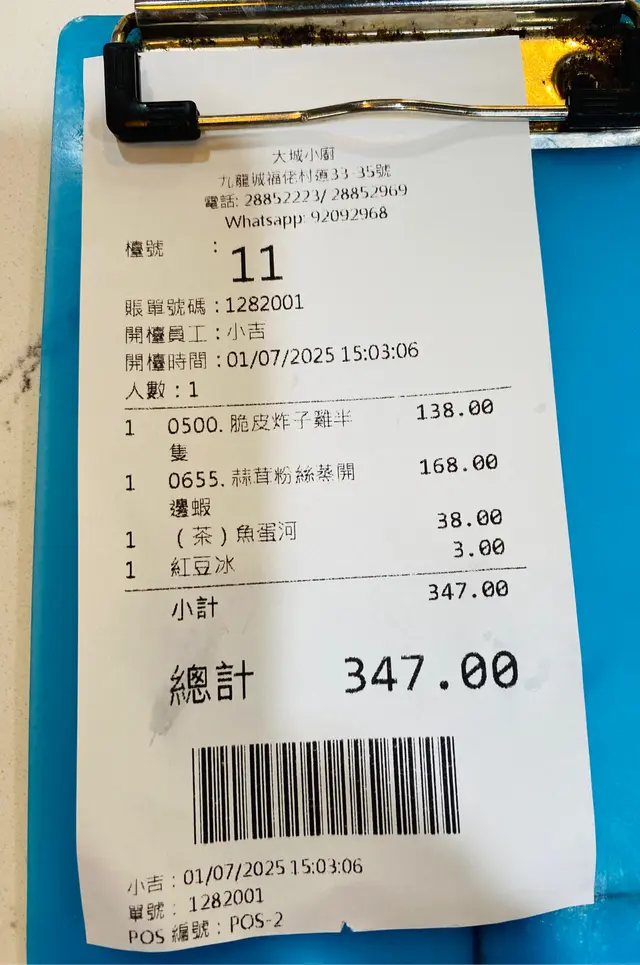 大城小廚
九龍城福佬村道33-35號
電話: 28852223/ 28852969
Whatsapp: 92092968
檯號 : 11
賬單號碼 : 1282001
開檯員工 : 小吉
開檯時間 : 01/07/2025 15:03:06
人數 : 1
1 0500. 脆皮炸子雞半 138.00
隻
1 0655. 蒜茸粉絲蒸開 168.00
邊蝦
1 （茶）魚蛋河 38.00
1 紅豆冰 3.00
小計 347.00
總計 347.00
小吉 : 01/07/2025 15:03:06
單號 : 1282001
POS 編號 : POS-2